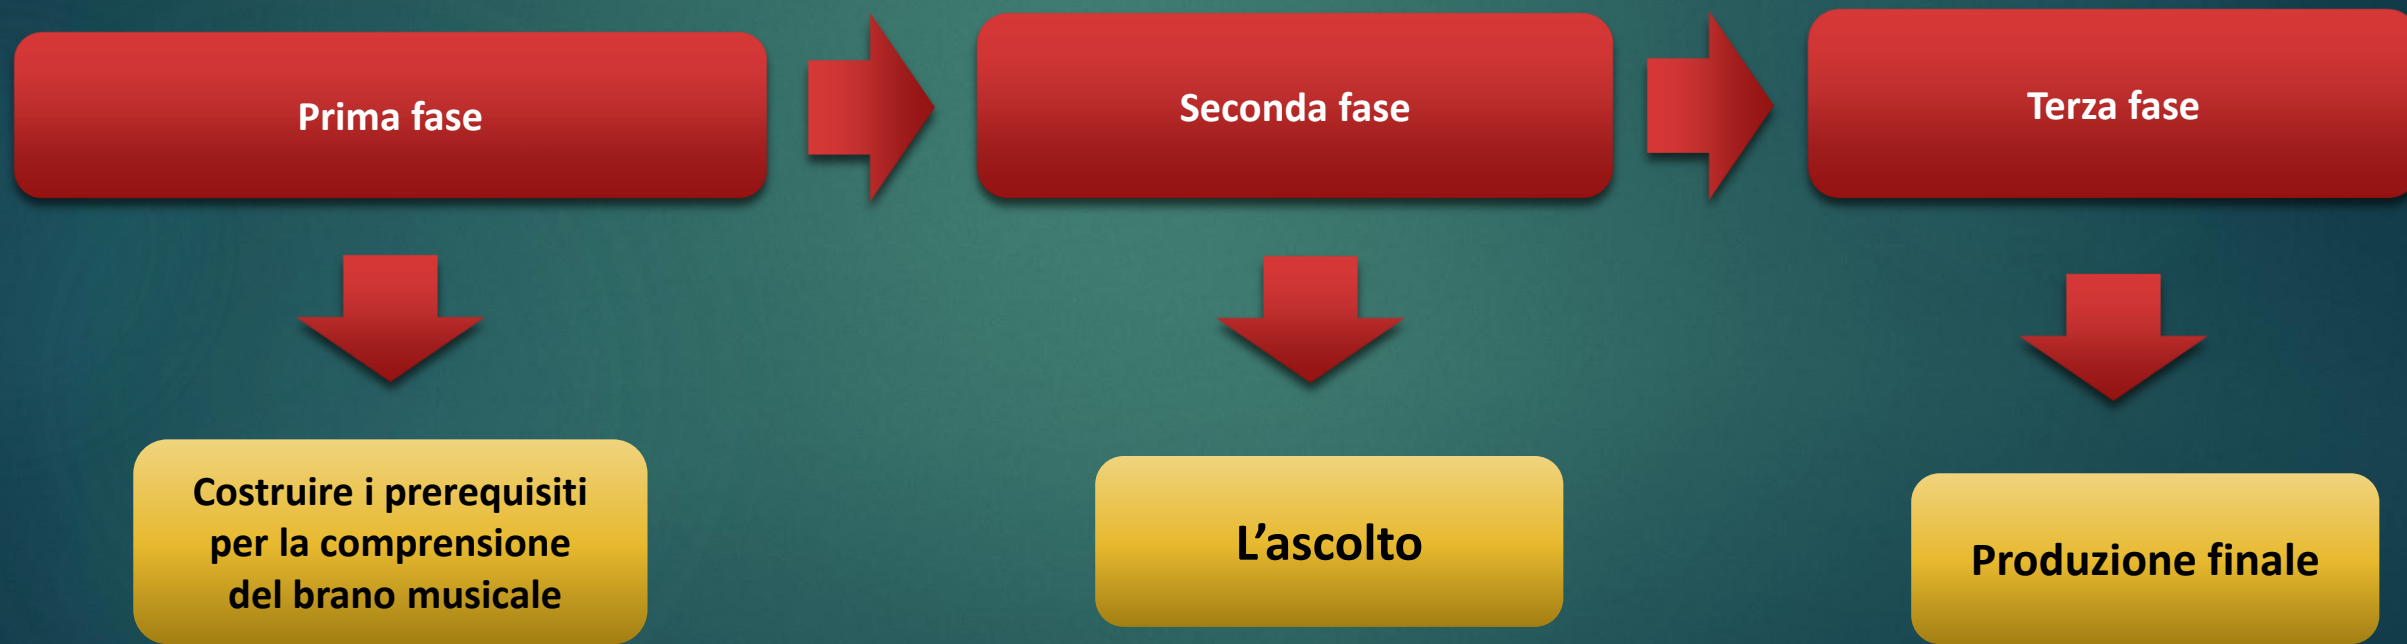 Prima fase
Seconda fase
Terza fase
Costruire i prerequisiti
per la comprensione
del brano musicale
L’ascolto
Produzione finale